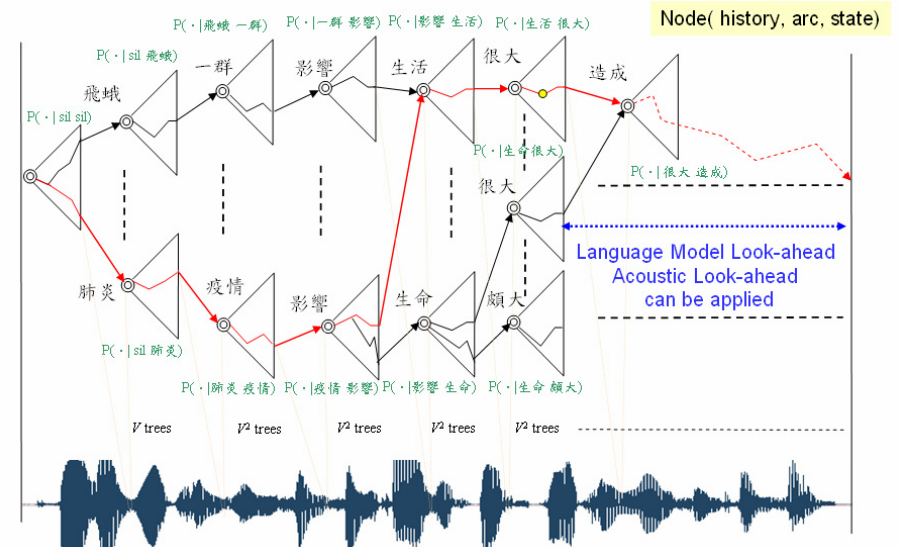 Node( history, arc, state)
P(·|飛蛾 一群)
P(·|一群 影響)
P(·|影響 生活)
P(·|生活 很大)
P(·|sil 飛蛾)
P(·|sil sil)
飛蛾
一群
影響
生活
很大
造成
P(·|生命很大)
P(·|很大 造成)
很大
Language Model Look-ahead
Acoustic Look-ahead
can be applied
肺炎
疫情
影響
生命
頗大
P(·|sil 肺炎)
P(·|肺炎 疫情)
P(·|疫情 影響)
P(·|影響 生命)
P(·|生命 頗大)
V trees
V² trees
V² trees
V² trees
V² trees